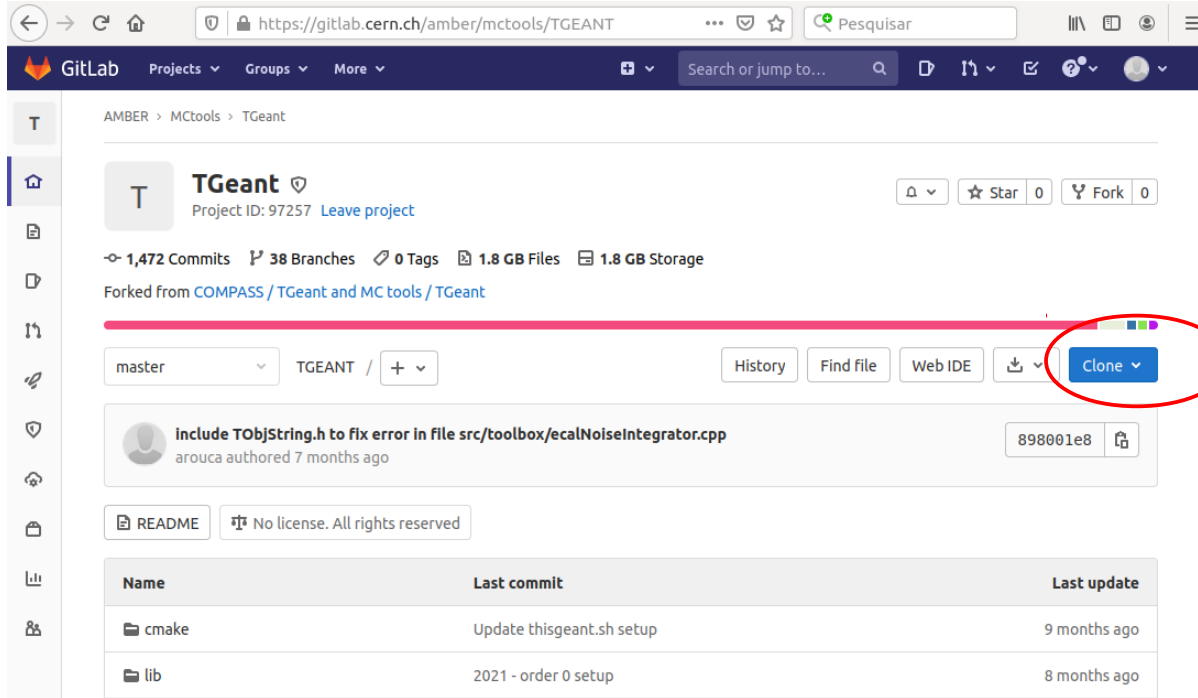 https://gitlab.cern.ch/amber/mctools/TGEANT
Pesquisar
GitLab Projects Groups More Search or jump to...
T
AMBER > MCtools > TGeant
T
TGeant
Project ID: 97257 Leave project
Star 0 Fork 0
1,472 Commits 38 Branches 0 Tags 1.8 GB Files 1.8 GB Storage
Forked from COMPASS / TGeant and MC tools / TGeant
master TGEANT / + History Find file Web IDE Clone
include TObjString.h to fix error in file src/toolbox/ecalNoiseIntegrator.cpp
arouca authored 7 months ago
898001e8
README No license. All rights reserved
Name Last commit Last update
cmake Update thisgeant.sh setup 9 months ago
lib 2021 - order 0 setup 8 months ago